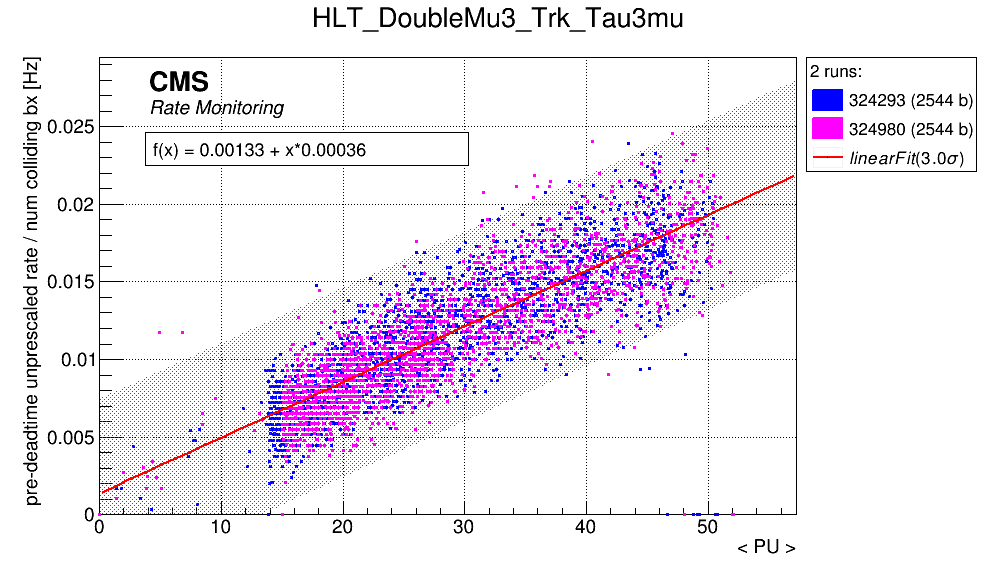 HLT_DoubleMu3_Trk_Tau3mu
pre-deadtime unprescaled rate / num colliding bx [Hz]
CMS
Rate Monitoring
f(x) = 0.00133 + x*0.00036
0.025
0.02
0.015
0.01
0.005
0
0 10 20 30 40 50
< PU >
2 runs:
324293 (2544 b)
324980 (2544 b)
linearFit(3.0σ)